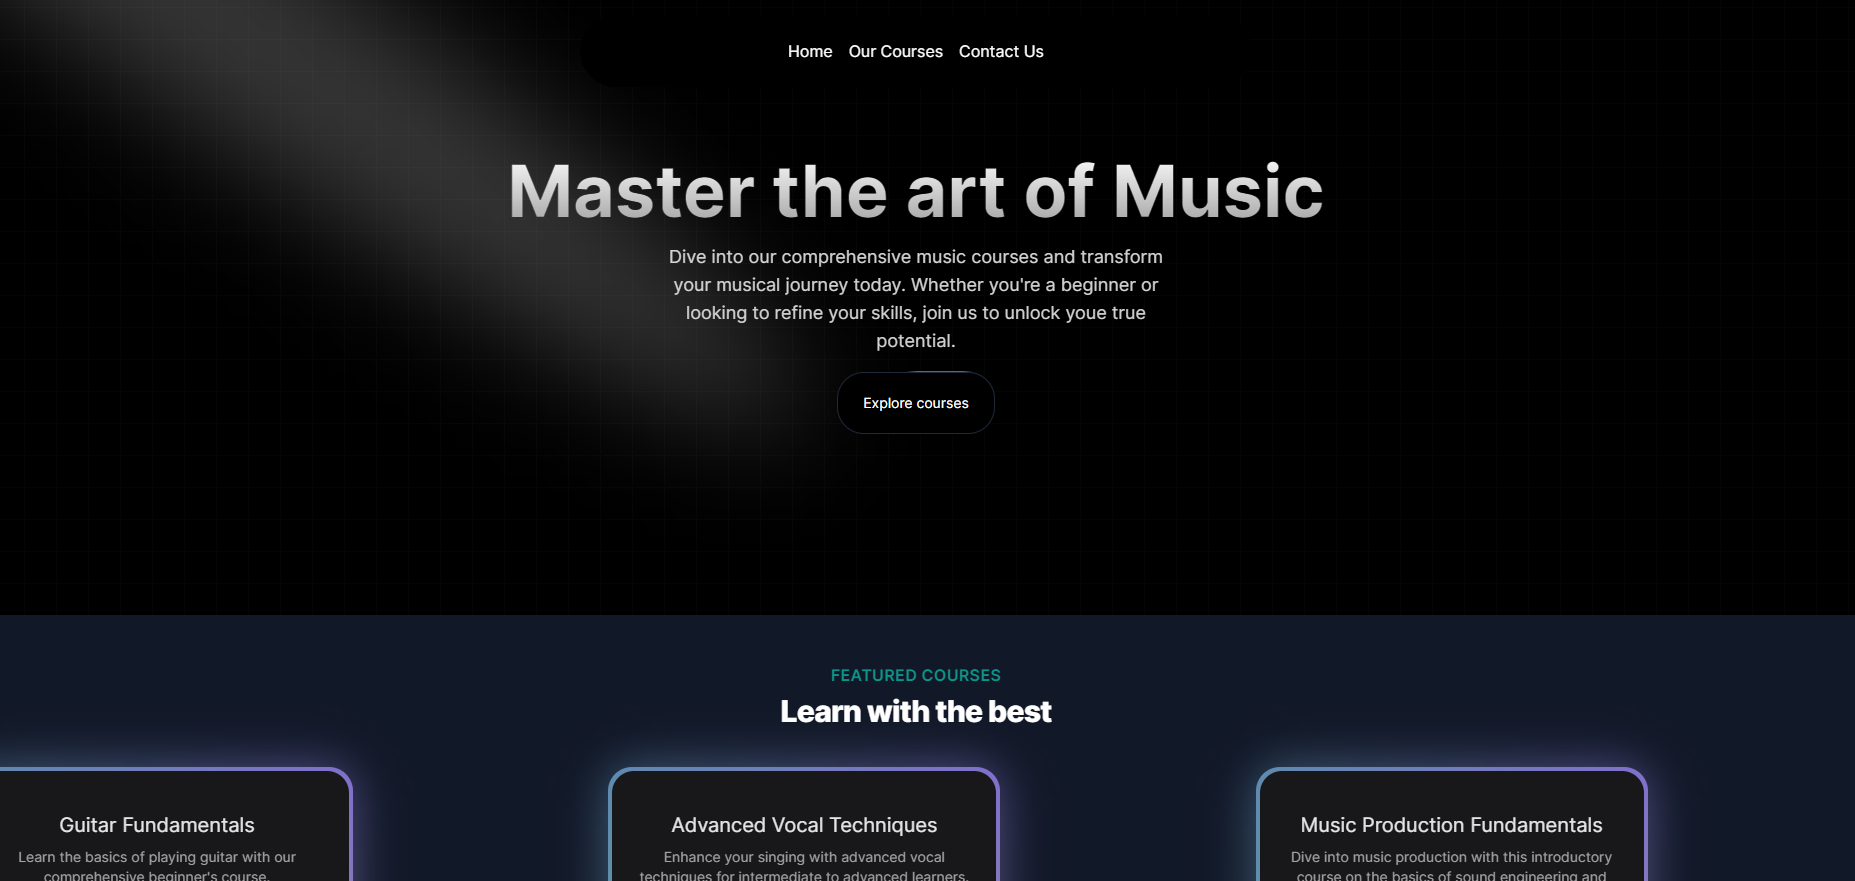 Home Our Courses Contact Us
Master the art of Music
Dive into our comprehensive music courses and transform
your musical journey today. Whether you're a beginner or
looking to refine your skills, join us to unlock youe true
potential.
Explore courses
FEATURED COURSES
Learn with the best
Guitar Fundamentals
Learn the basics of playing guitar with our
comprehensive beginner's course.
Advanced Vocal Techniques
Enhance your singing with advanced vocal
techniques for intermediate to advanced learners.
Music Production Fundamentals
Dive into music production with this introductory
course on the basics of sound engineering and